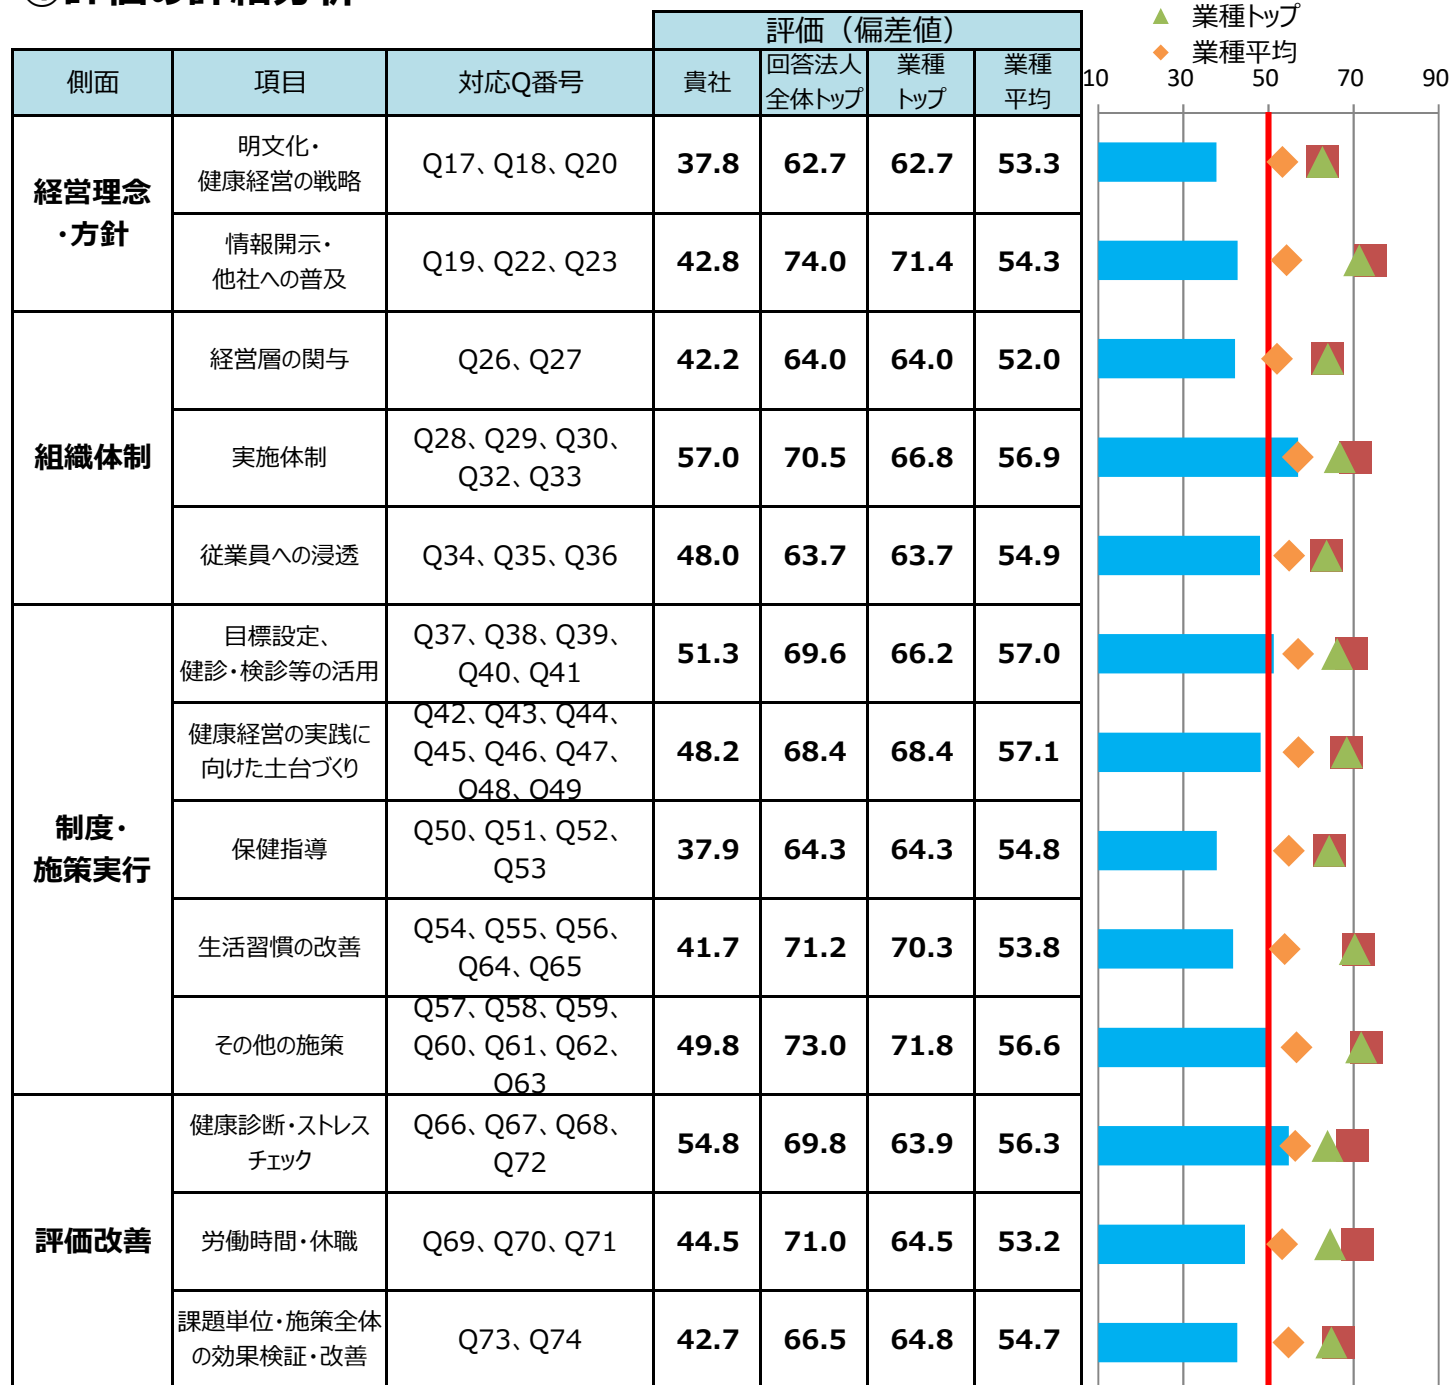 評価（偏差値）
▲ 業種トップ
◆ 業種平均
側面 項目 対応Q番号 貴社 回答法人 業種 業種
全体トップ トップ 平均
10 30 50 70 90
経営理念
・方針
明文化・
健康経営の戦略
Q17、Q18、Q20 37.8 62.7 62.7 53.3
情報開示・
他社への普及
Q19、Q22、Q23 42.8 74.0 71.4 54.3
組織体制
経営層の関与 Q26、Q27 42.2 64.0 64.0 52.0
実施体制
Q28、Q29、Q30、
Q32、Q33
57.0 70.5 66.8 56.9
従業員への浸透 Q34、Q35、Q36 48.0 63.7 63.7 54.9
制度・
施策実行
目標設定、
健診・検診等の活用
Q37、Q38、Q39、
Q40、Q41
51.3 69.6 66.2 57.0
健康経営の実践に
向けた土台づくり
Q42、Q43、Q44、
Q45、Q46、Q47、
Q48、Q49
48.2 68.4 68.4 57.1
保健指導
Q50、Q51、Q52、
Q53
37.9 64.3 64.3 54.8
生活習慣の改善
Q54、Q55、Q56、
Q64、Q65
41.7 71.2 70.3 53.8
その他の施策
Q57、Q58、Q59、
Q60、Q61、Q62、
Q63
49.8 73.0 71.8 56.6
評価改善
健康診断・ストレス
チェック
Q66、Q67、Q68、
Q72
54.8 69.8 63.9 56.3
労働時間・休職 Q69、Q70、Q71 44.5 71.0 64.5 53.2
課題単位・施策全体
の効果検証・改善
Q73、Q74 42.7 66.5 64.8 54.7